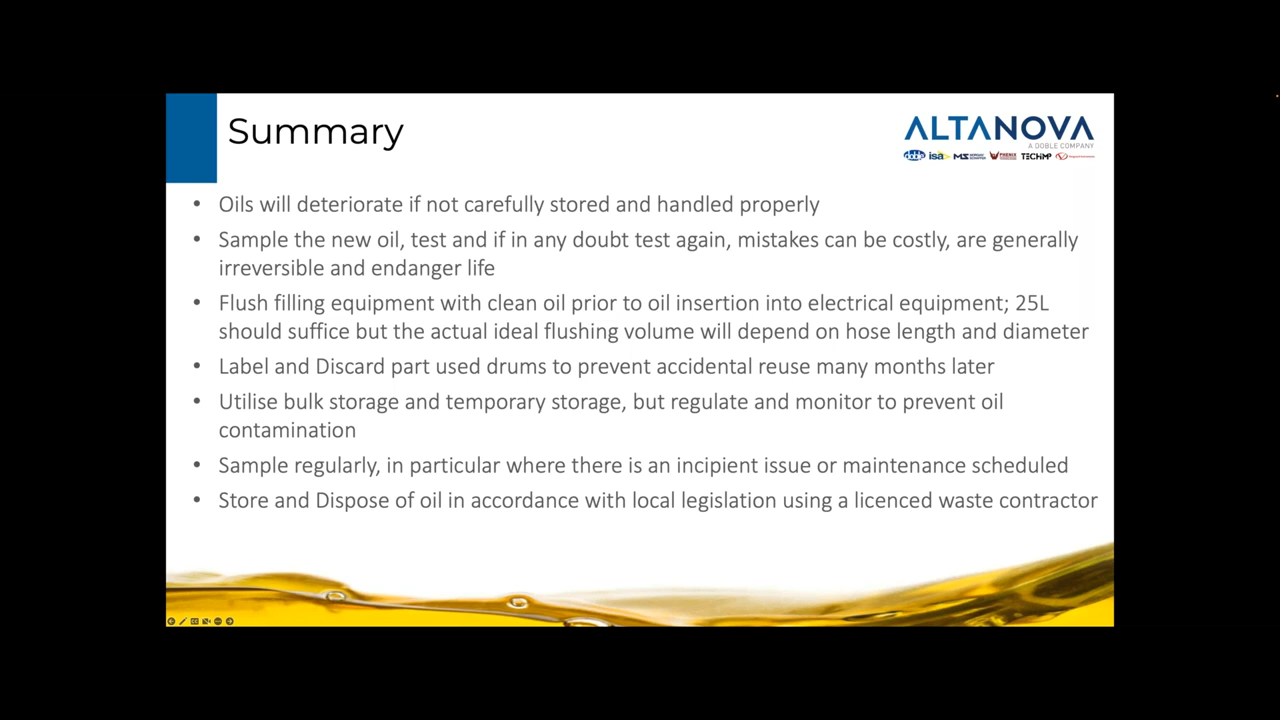 Summary
ALTANOVA
A DOBLE COMPANY
doble isa TECHIMP
• Oils will deteriorate if not carefully stored and handled properly
• Sample the new oil, test and if in any doubt test again, mistakes can be costly, are generally
irreversible and endanger life
• Flush filling equipment with clean oil prior to oil insertion into electrical equipment; 25L
should suffice but the actual ideal flushing volume will depend on hose length and diameter
• Label and Discard part used drums to prevent accidental reuse many months later
• Utilise bulk storage and temporary storage, but regulate and monitor to prevent oil
contamination
• Sample regularly, in particular where there is an incipient issue or maintenance scheduled
• Store and Dispose of oil in accordance with local legislation using a licenced waste contractor